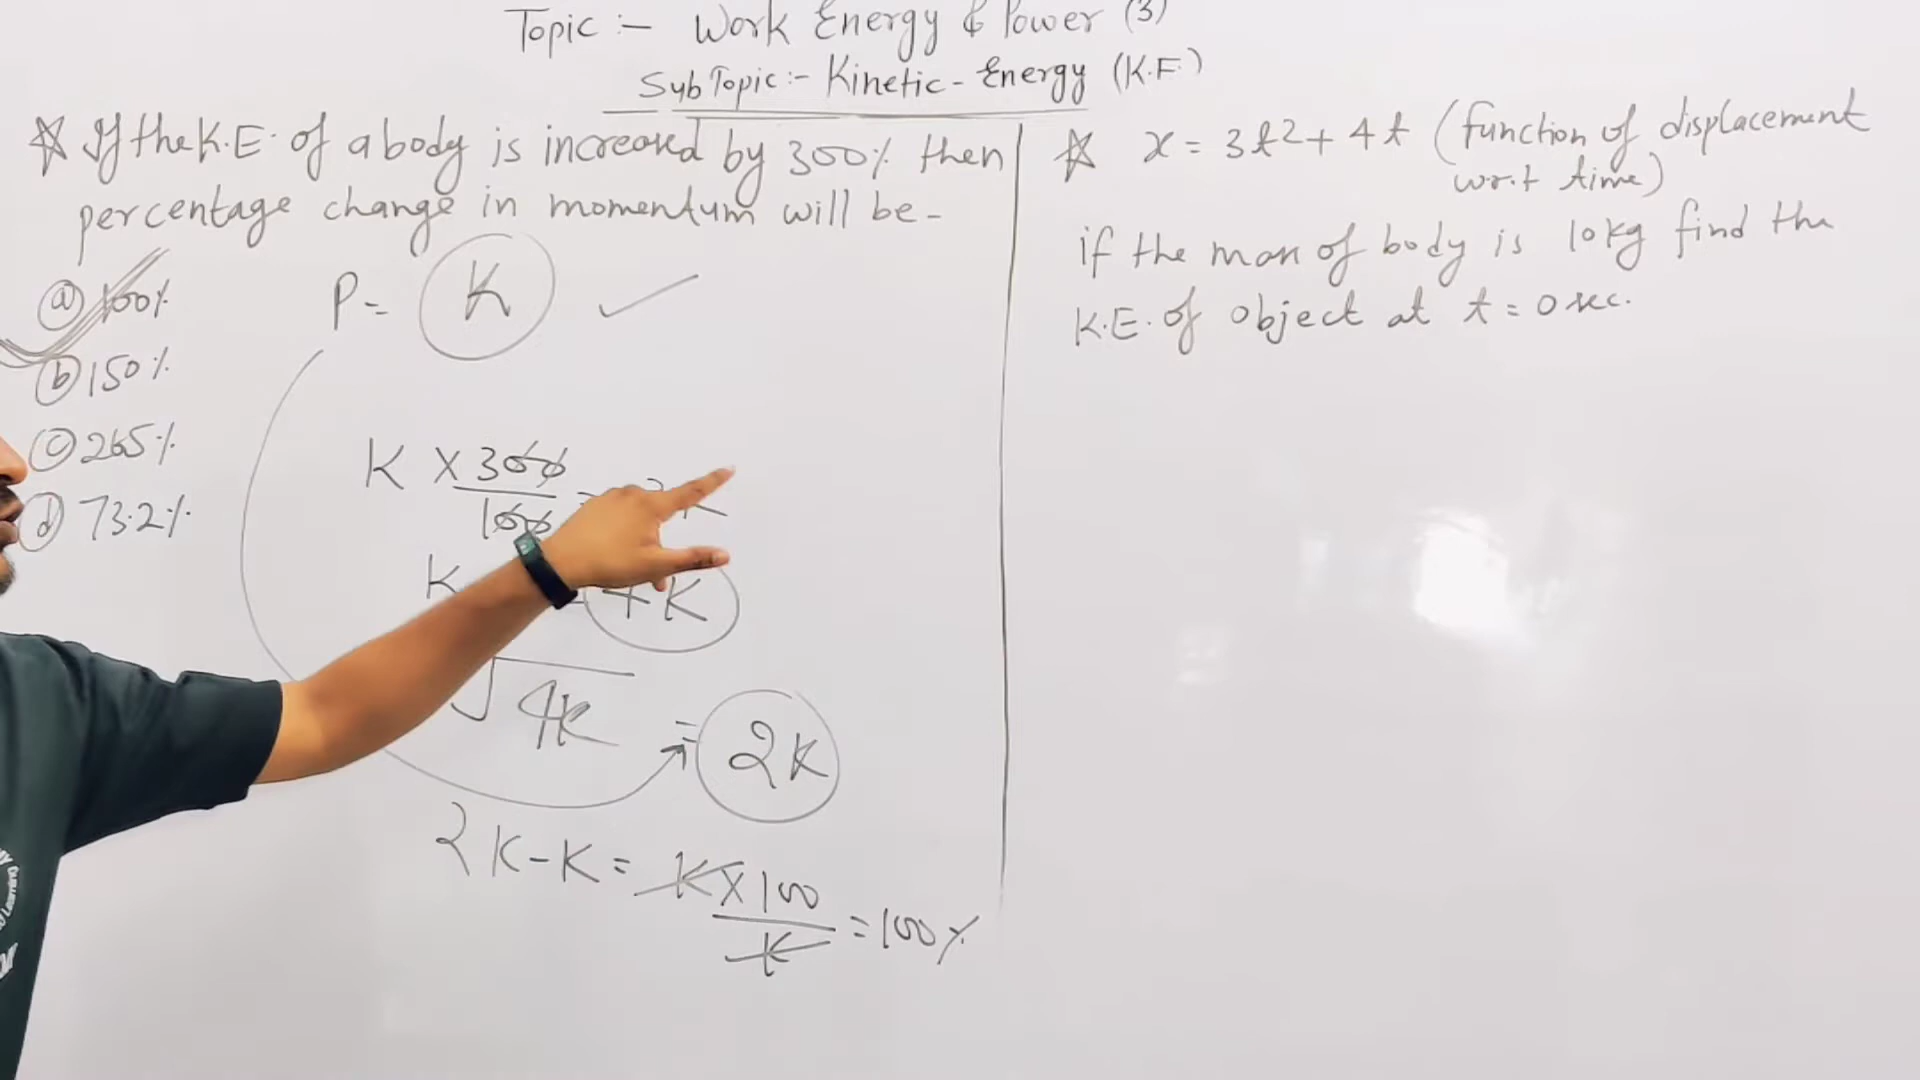 Topic :- Work Energy & Power (3)
Sub Topic :- Kinetic - Energy (K.E)
☆ If the K.E. of a body is increased by 300% then
percentage change in momentum will be -
(a) 100%
(b) 150%
(c) 265%
(d) 73.2%
P = K ✓
K × 300
100
K
4K
√4K = 2K
2K - K = K × 100
K
= 100%
☆ x = 3t² + 4t (function of displacement
w.r.t time)
if the mass of body is 10kg find the
K.E. of object at t = 0 sec.
Learning